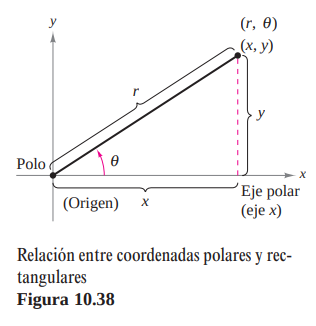 y
(r, θ)
(x, y)
r
y
Polo
θ
x
(Origen)
x
Eje polar
(eje x)
Relación entre coordenadas polares y rec-
tangulares
Figura 10.38